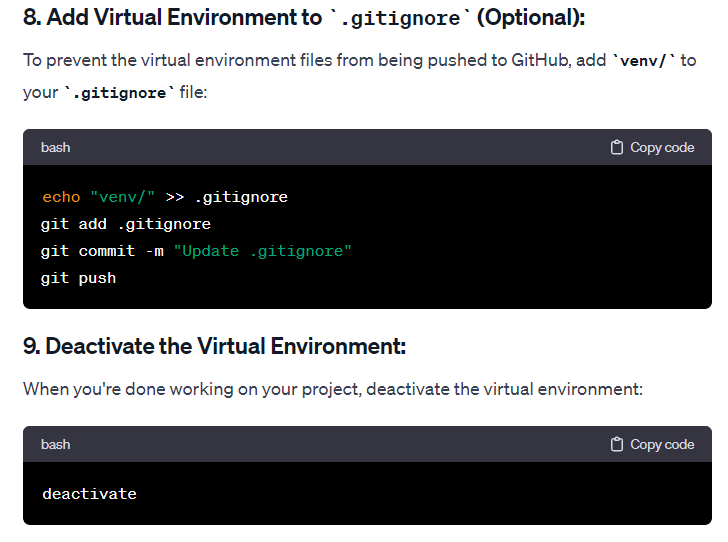 8. Add Virtual Environment to `.gitignore` (Optional):
To prevent the virtual environment files from being pushed to GitHub, add `venv/` to
your `.gitignore` file:
bash Copy code
echo "venv/" >> .gitignore
git add .gitignore
git commit -m "Update .gitignore"
git push
9. Deactivate the Virtual Environment:
When you're done working on your project, deactivate the virtual environment:
bash Copy code
deactivate